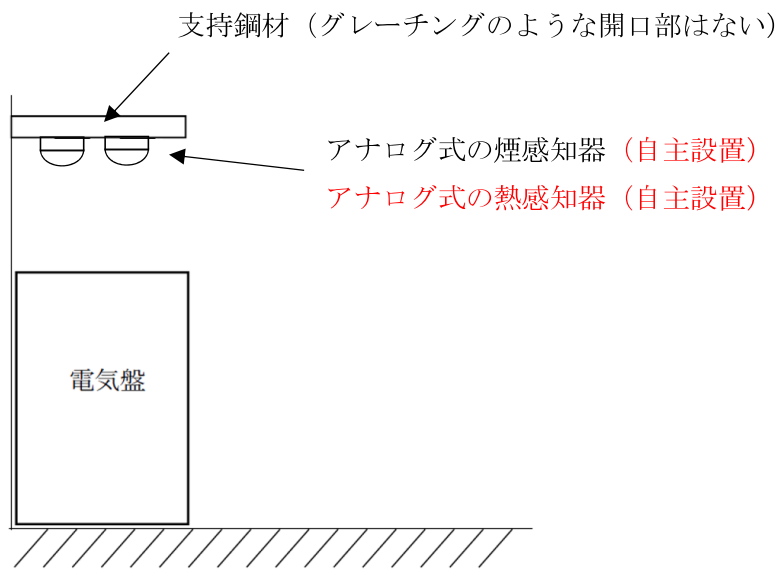 支持鋼材（グレーチングのような開口部はない）
アナログ式の煙感知器（自主設置）
アナログ式の熱感知器（自主設置）
電気盤